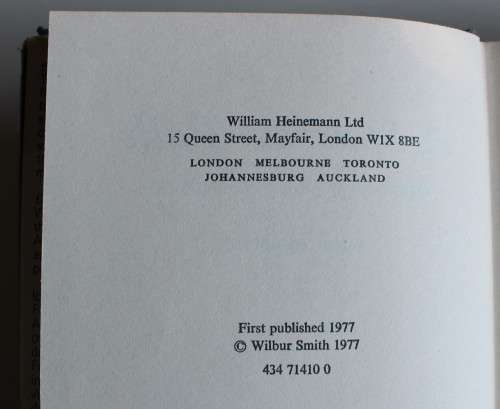 William Heinemann Ltd
15 Queen Street, Mayfair, London W1X 8BE
LONDON MELBOURNE TORONTO
JOHANNESBURG AUCKLAND
First published 1977
© Wilbur Smith 1977
434 71410 0